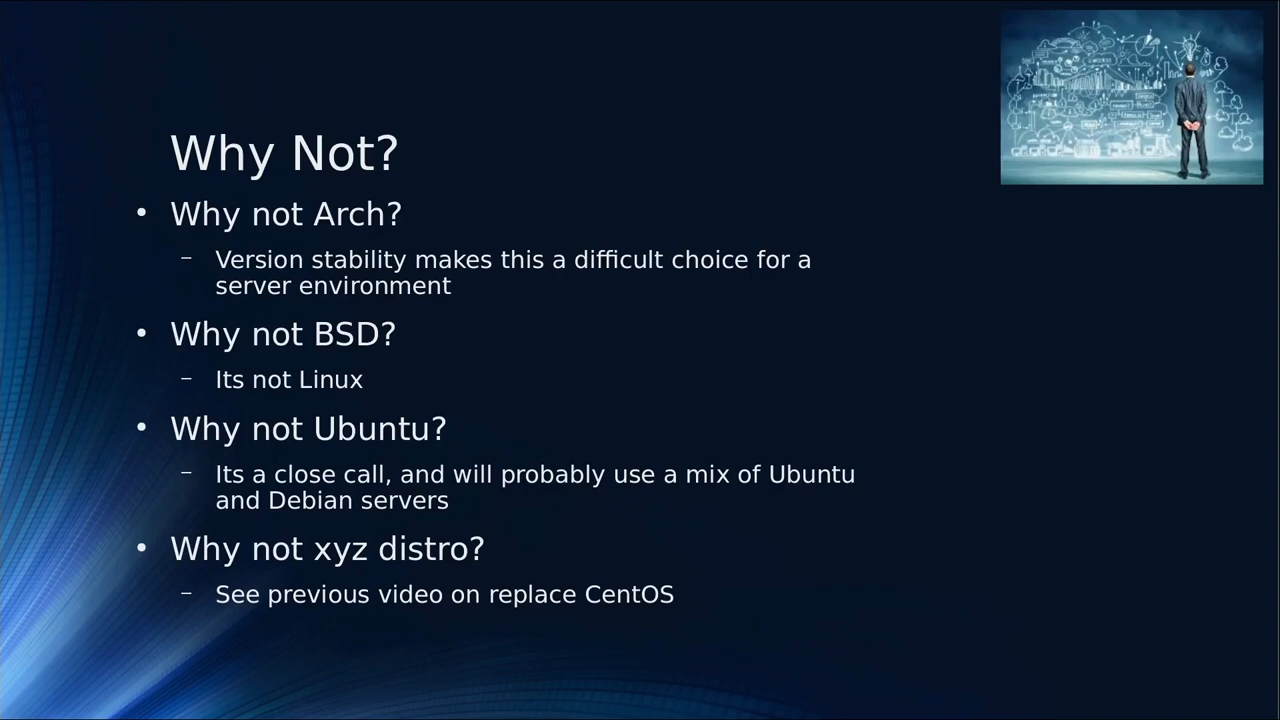 Why Not?
• Why not Arch?
– Version stability makes this a difficult choice for a
server environment
• Why not BSD?
– Its not Linux
• Why not Ubuntu?
– Its a close call, and will probably use a mix of Ubuntu
and Debian servers
• Why not xyz distro?
– See previous video on replace CentOS